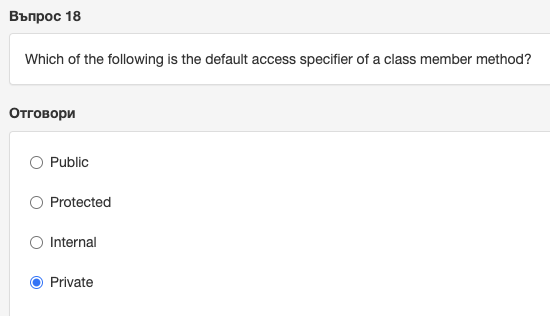 Въпрос 18
Which of the following is the default access specifier of a class member method?
Отговори
Public
Protected
Internal
Private